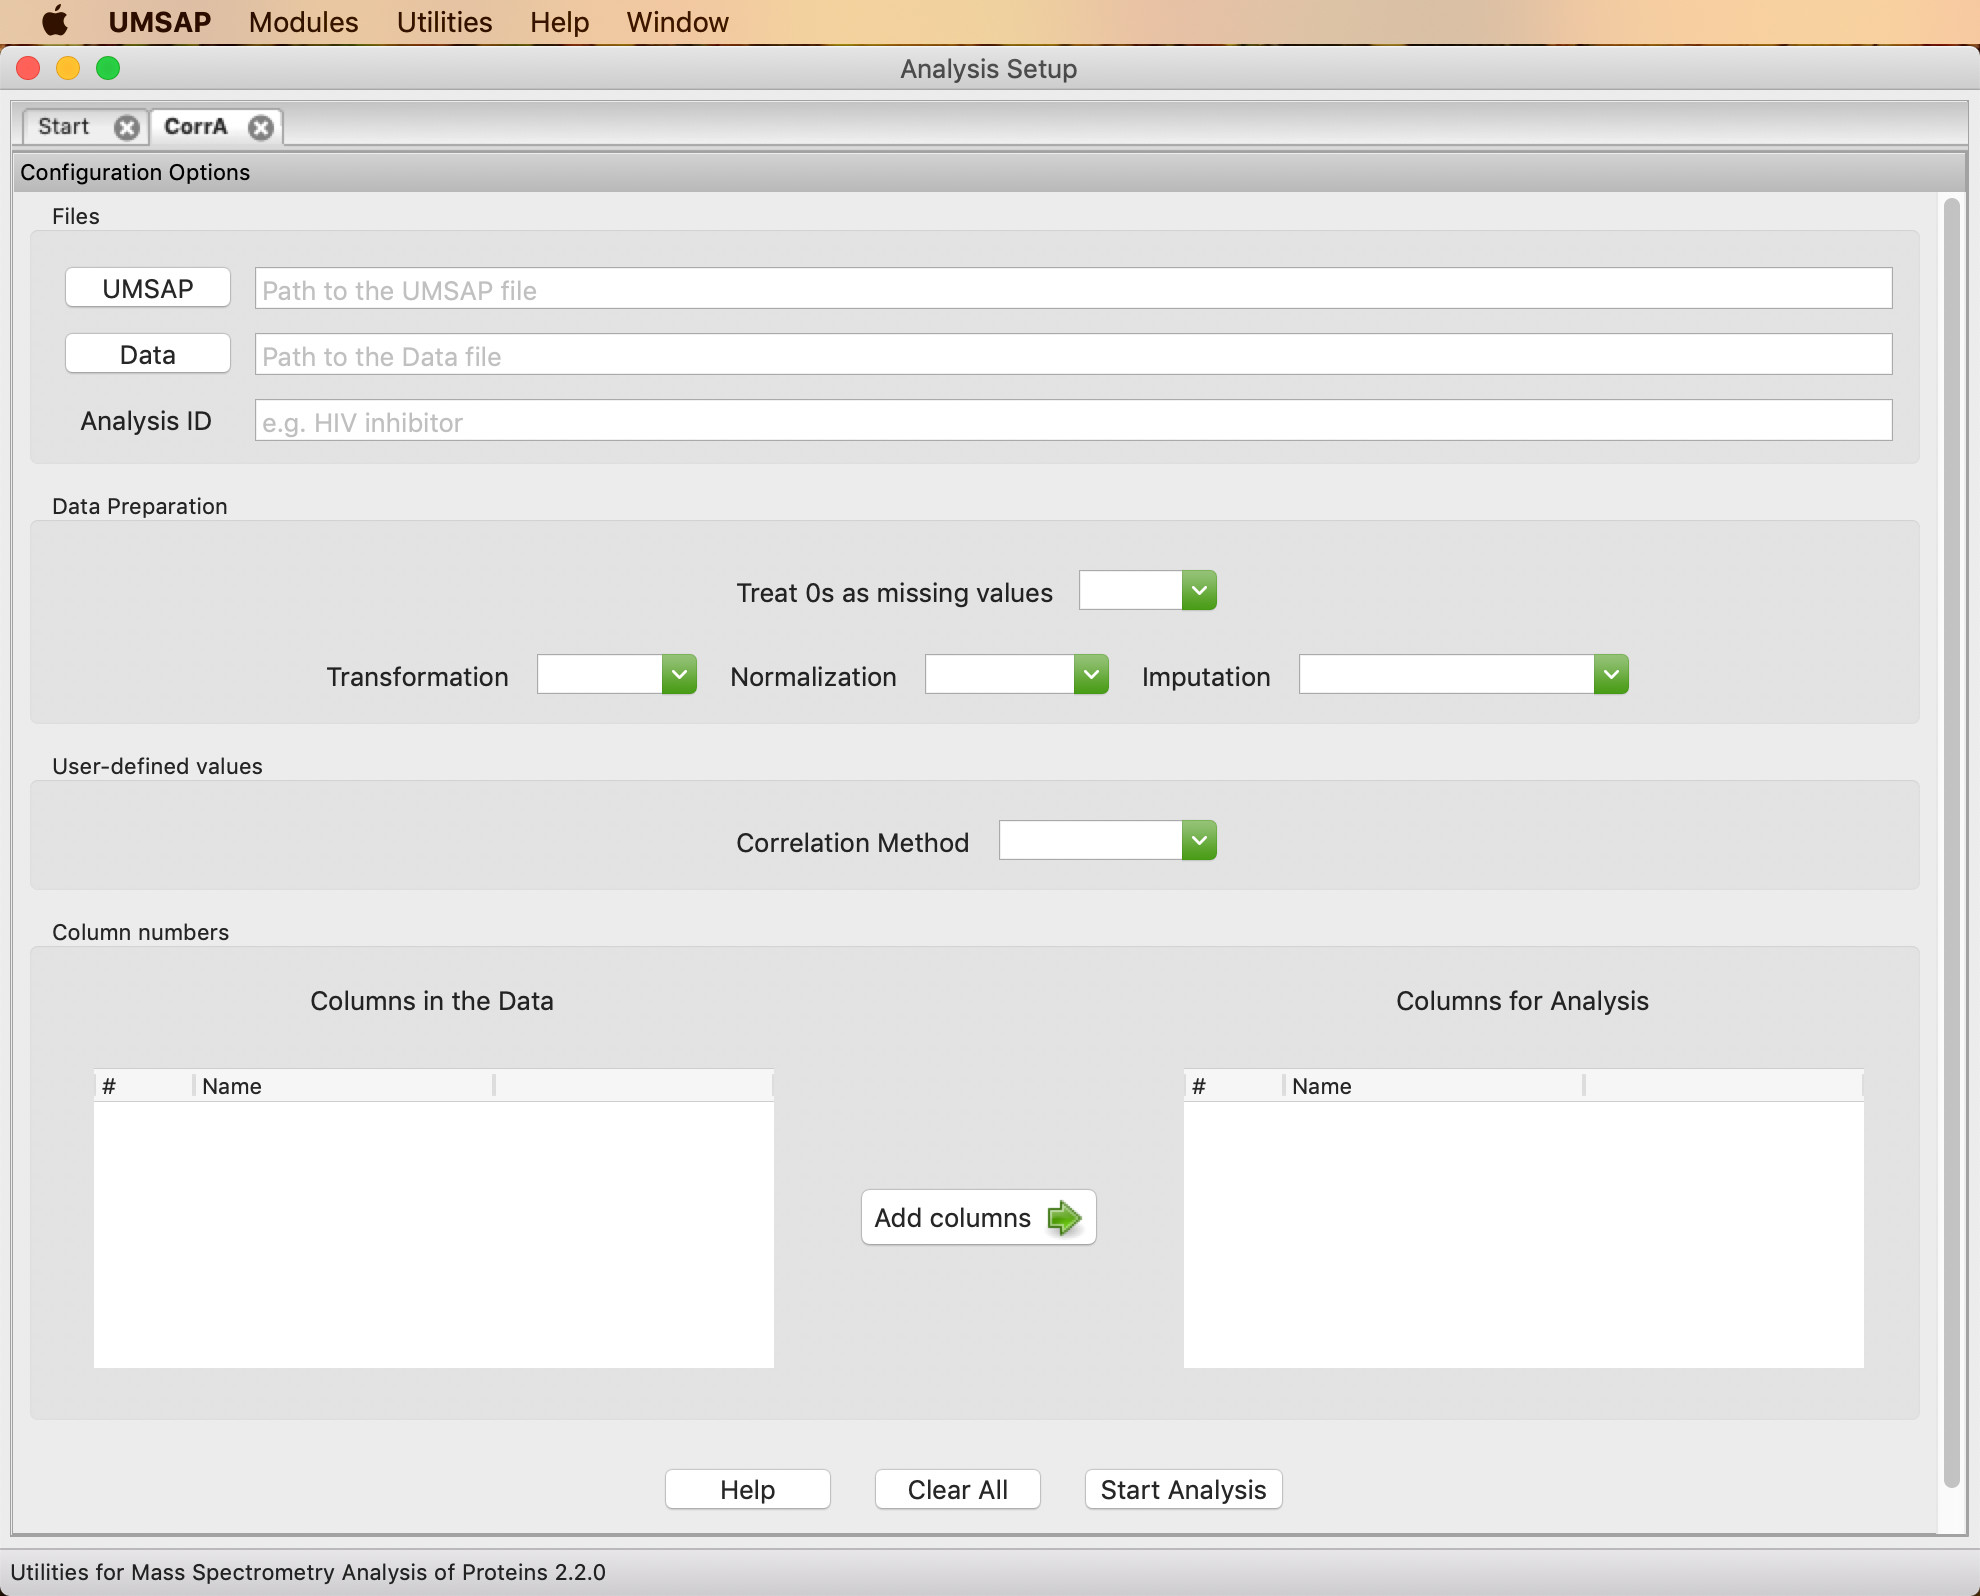 UMSAP Modules Utilities Help Window
Analysis Setup
Start CorrA
Configuration Options
Files
UMSAP Path to the UMSAP file
Data Path to the Data file
Analysis ID e.g. HIV inhibitor
Data Preparation
Treat 0s as missing values
Transformation Normalization Imputation
User-defined values
Correlation Method
Column numbers
Columns in the Data Columns for Analysis
# Name # Name
Add columns
Help Clear All Start Analysis
Utilities for Mass Spectrometry Analysis of Proteins 2.2.0